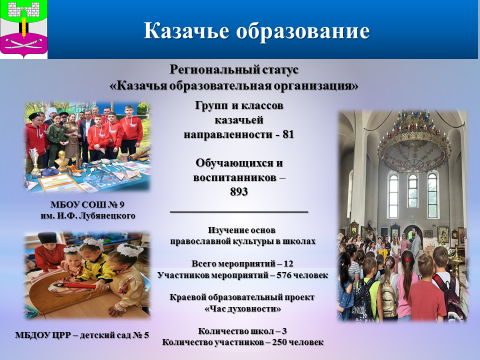 Казачье образование
Региональный статус
«Казачья образовательная организация»
Групп и классов
казачьей
направленности - 81
Обучающихся и
воспитанников –
893
МБОУ СОШ № 9
им. И.Ф. Лубянецкого
Изучение основ
православной культуры в школах
Всего мероприятий – 12
Участников мероприятий – 576 человек
Краевой образовательный проект
«Час духовности»
МБДОУ ЦРР – детский сад № 5
Количество школ – 3
Количество участников – 250 человек